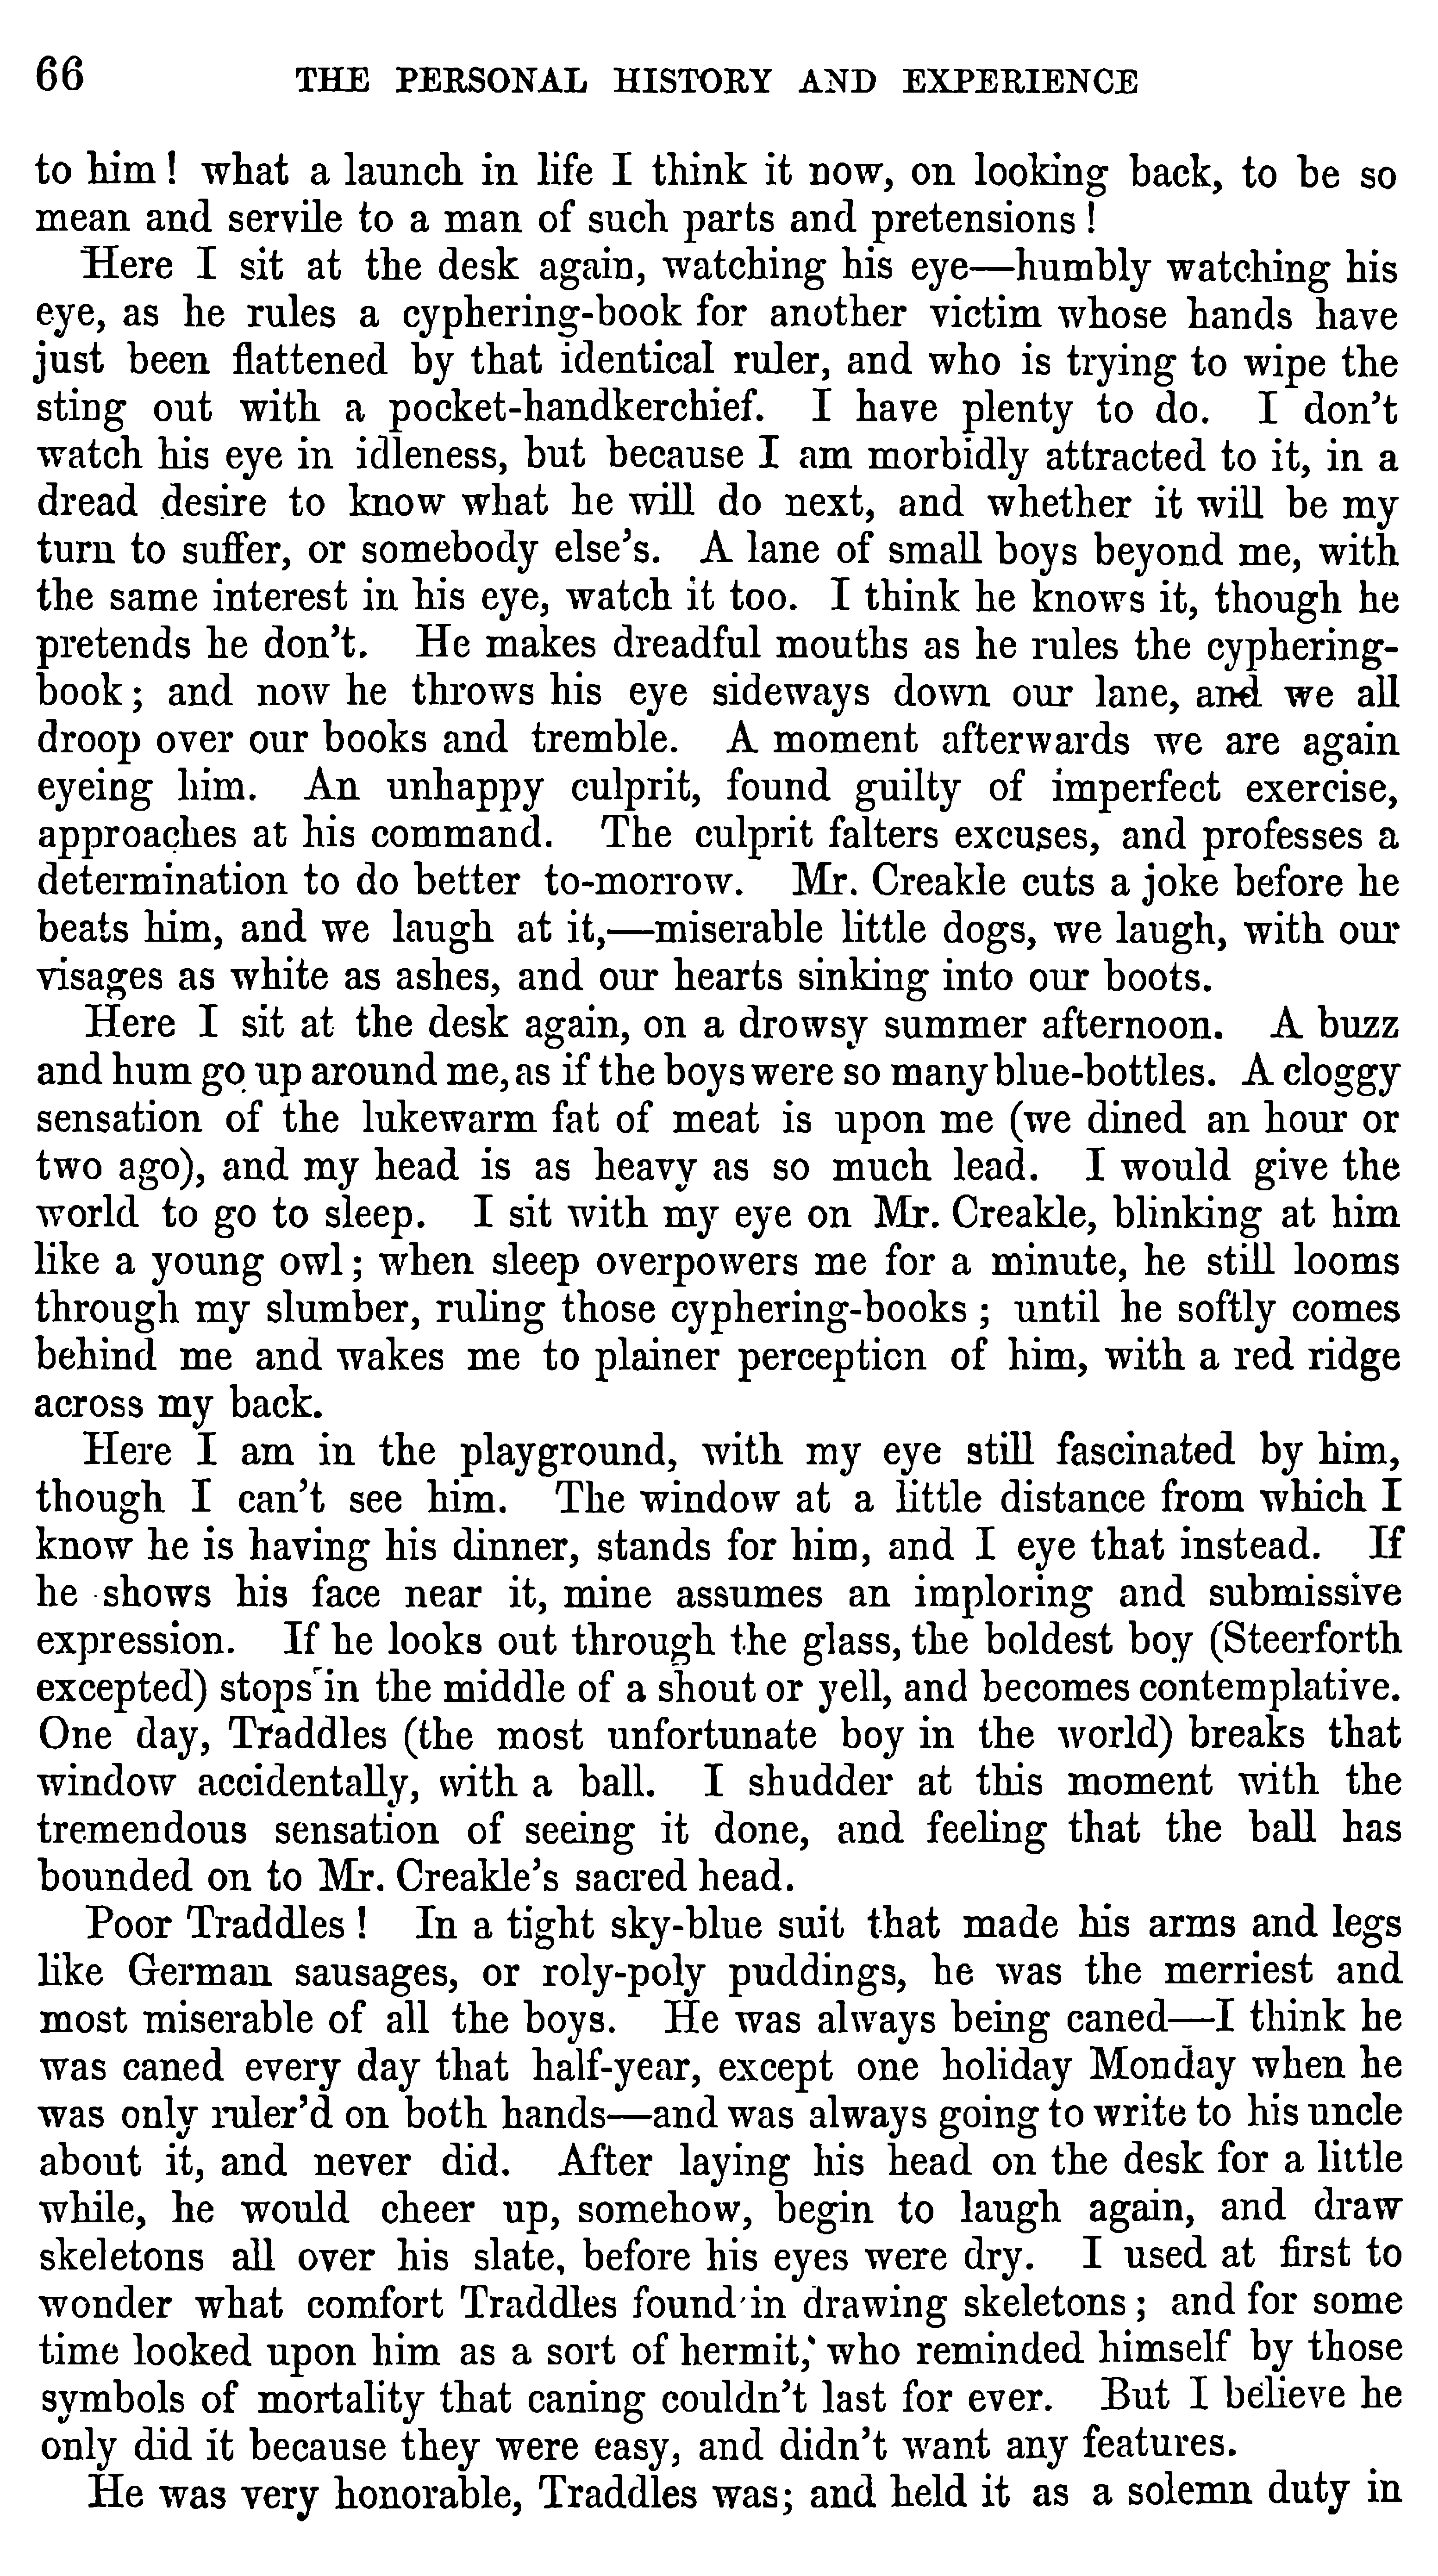 66 THE PERSONAL HISTORY AND EXPERIENCE
to him! what a launch in life I think it now, on looking back, to be so
mean and servile to a man of such parts and pretensions!
Here I sit at the desk again, watching his eye—humbly watching his
eye, as he rules a cyphering-book for another victim whose hands have
just been flattened by that identical ruler, and who is trying to wipe the
sting out with a pocket-handkerchief. I have plenty to do. I don't
watch his eye in idleness, but because I am morbidly attracted to it, in a
dread desire to know what he will do next, and whether it will be my
turn to suffer, or somebody else's. A lane of small boys beyond me, with
the same interest in his eye, watch it too. I think he knows it, though he
pretends he don't. He makes dreadful mouths as he rules the cyphering-
book; and now he throws his eye sideways down our lane, and we all
droop over our books and tremble. A moment afterwards we are again
eyeing him. An unhappy culprit, found guilty of imperfect exercise,
approaches at his command. The culprit falters excuses, and professes a
determination to do better to-morrow. Mr. Creakle cuts a joke before he
beats him, and we laugh at it,—miserable little dogs, we laugh, with our
visages as white as ashes, and our hearts sinking into our boots.
Here I sit at the desk again, on a drowsy summer afternoon. A buzz
and hum go up around me, as if the boys were so many blue-bottles. A cloggy
sensation of the lukewarm fat of meat is upon me (we dined an hour or
two ago), and my head is as heavy as so much lead. I would give the
world to go to sleep. I sit with my eye on Mr. Creakle, blinking at him
like a young owl; when sleep overpowers me for a minute, he still looms
through my slumber, ruling those cyphering-books; until he softly comes
behind me and wakes me to plainer perception of him, with a red ridge
across my back.
Here I am in the playground, with my eye still fascinated by him,
though I can't see him. The window at a little distance from which I
know he is having his dinner, stands for him, and I eye that instead. If
he shows his face near it, mine assumes an imploring and submissive
expression. If he looks out through the glass, the boldest boy (Steerforth
excepted) stops in the middle of a shout or yell, and becomes contemplative.
One day, Traddles (the most unfortunate boy in the world) breaks that
window accidentally, with a ball. I shudder at this moment with the
tremendous sensation of seeing it done, and feeling that the ball has
bounded on to Mr. Creakle's sacred head.
Poor Traddles! In a tight sky-blue suit that made his arms and legs
like German sausages, or roly-poly puddings, he was the merriest and
most miserable of all the boys. He was always being caned—I think he
was caned every day that half-year, except one holiday Monday when he
was only ruler'd on both hands—and was always going to write to his uncle
about it, and never did. After laying his head on the desk for a little
while, he would cheer up, somehow, begin to laugh again, and draw
skeletons all over his slate, before his eyes were dry. I used at first to
wonder what comfort Traddles found in drawing skeletons; and for some
time looked upon him as a sort of hermit, who reminded himself by those
symbols of mortality that caning couldn't last for ever. But I believe he
only did it because they were easy, and didn't want any features.
He was very honorable, Traddles was; and held it as a solemn duty in